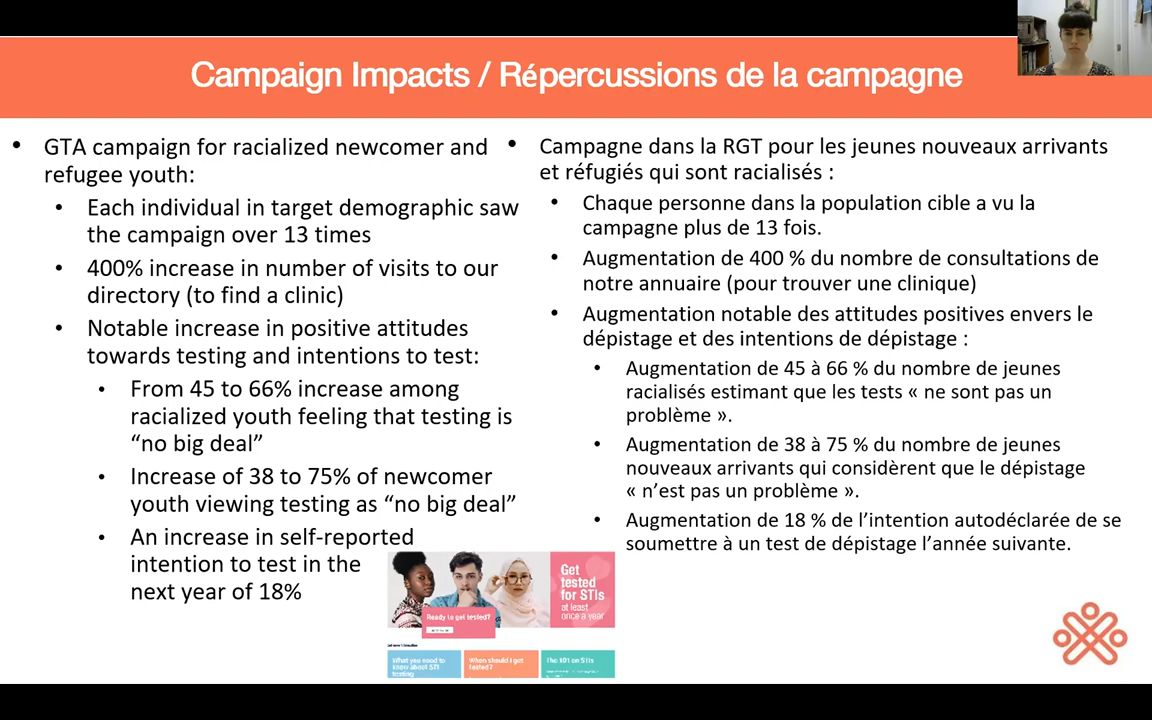 Campaign Impacts / Répercussions de la campagne
• GTA campaign for racialized newcomer and
refugee youth:
• Each individual in target demographic saw
the campaign over 13 times
• 400% increase in number of visits to our
directory (to find a clinic)
• Notable increase in positive attitudes
towards testing and intentions to test:
• From 45 to 66% increase among
racialized youth feeling that testing is
“no big deal”
• Increase of 38 to 75% of newcomer
youth viewing testing as “no big deal”
• An increase in self-reported
intention to test in the
next year of 18%
• Campagne dans la RGT pour les jeunes nouveaux arrivants
et réfugiés qui sont racialisés :
• Chaque personne dans la population cible a vu la
campagne plus de 13 fois.
• Augmentation de 400 % du nombre de consultations de
notre annuaire (pour trouver une clinique)
• Augmentation notable des attitudes positives envers le
dépistage et des intentions de dépistage :
• Augmentation de 45 à 66 % du nombre de jeunes
racialisés estimant que les tests « ne sont pas un
problème ».
• Augmentation de 38 à 75 % du nombre de jeunes
nouveaux arrivants qui considèrent que le dépistage
« n’est pas un problème ».
• Augmentation de 18 % de l’intention autodéclarée de se
soumettre à un test de dépistage l’année suivante.
Get
tested
for STIs
at least
once a year
Ready to get tested?
What you need to
know about STI
testing
When should I get
tested?
The 101 on STIs